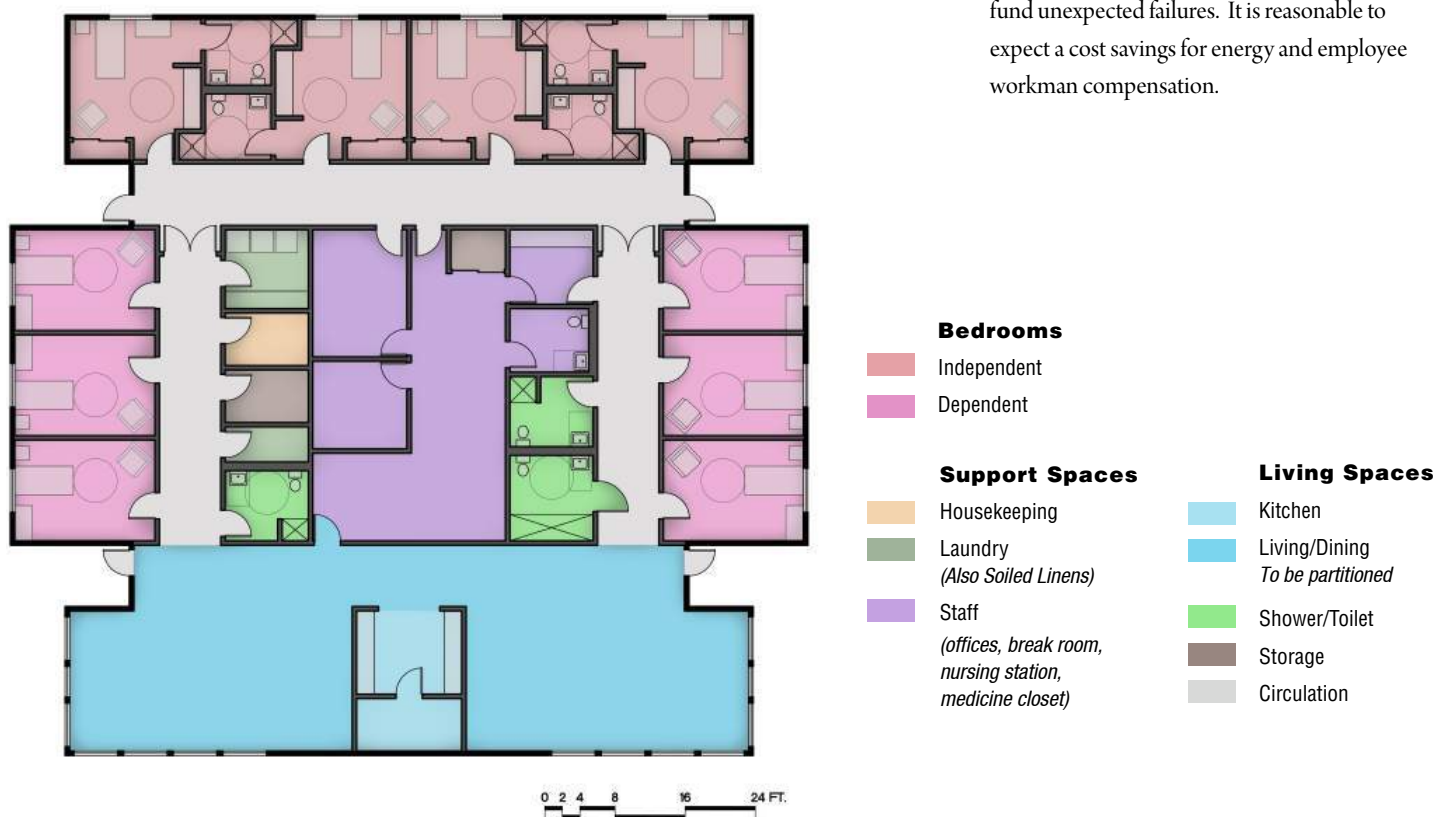 fund unexpected failures. It is reasonable to
expect a cost savings for energy and employee
workman compensation.
Bedrooms
Independent
Dependent
Support Spaces
Housekeeping
Laundry
(Also Soiled Linens)
Staff
(offices, break room,
nursing station,
medicine closet)
Living Spaces
Kitchen
Living/Dining
To be partitioned
Shower/Toilet
Storage
Circulation
0 2 4 8 16 24 FT.